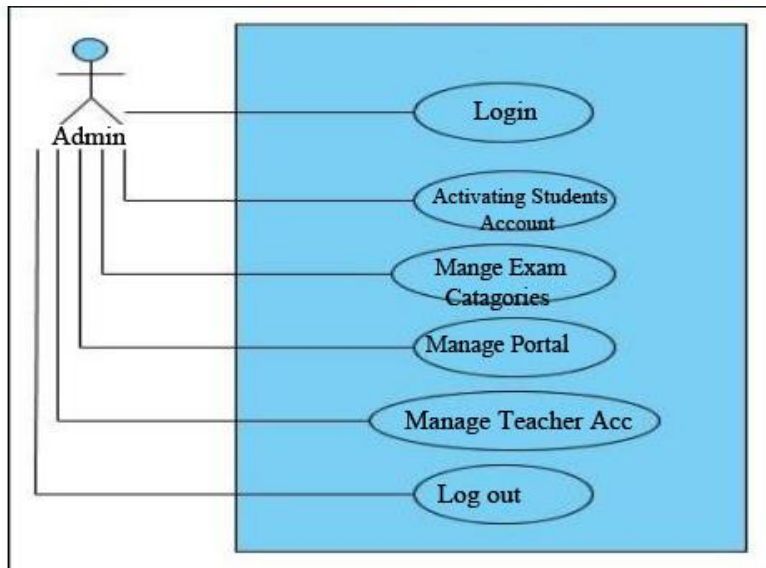 Admin
Login
Activating Students
Account
Mange Exam
Catagories
Manage Portal
Manage Teacher Acc
Log out